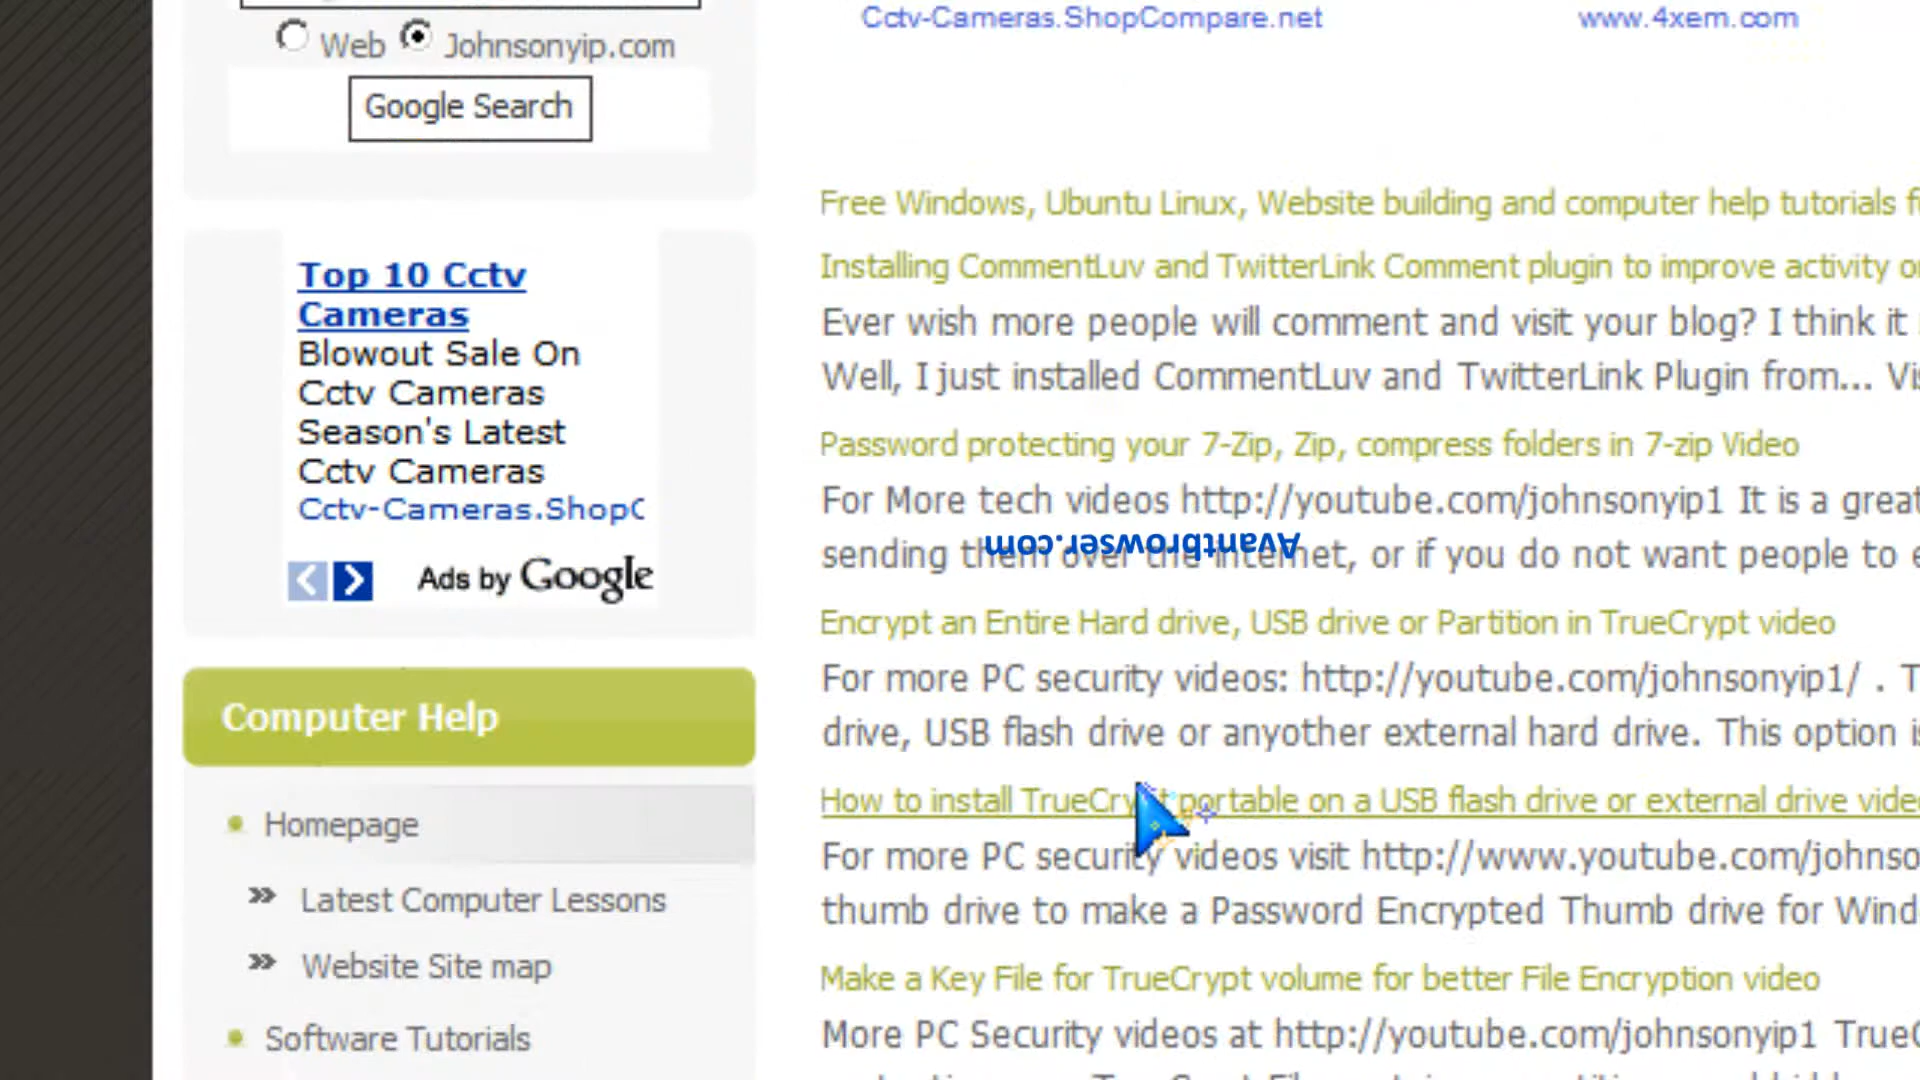 Cctv-Cameras.ShopCompare.net
www.4xem.com
Web
Johnsonyip.com
Google Search
Top 10 Cctv
Cameras
Blowout Sale On
Cctv Cameras
Season's Latest
Cctv Cameras
Cctv-Cameras.ShopC
Ads by Google
Computer Help
Homepage
Latest Computer Lessons
Website Site map
Software Tutorials
Free Windows, Ubuntu Linux, Website building and computer help tutorials
Installing CommentLuv and TwitterLink Comment plugin to improve activity
Ever wish more people will comment and visit your blog? I think it
Well, I just installed CommentLuv and TwitterLink Plugin from...
Password protecting your 7-Zip, Zip, compress folders in 7-zip Video
For More tech videos http://youtube.com/johnsonyip1 It is a great
Avantbrowser.com
sending them over the internet, or if you do not want people to
Encrypt an Entire Hard drive, USB drive or Partition in TrueCrypt video
For more PC security videos: http://youtube.com/johnsonyip1/ .
drive, USB flash drive or anyother external hard drive. This option
How to install TrueCrypt portable on a USB flash drive or external drive
For more PC security videos visit http://www.youtube.com/johnso
thumb drive to make a Password Encrypted Thumb drive for Wind
Make a Key File for TrueCrypt volume for better File Encryption video
More PC Security videos at http://youtube.com/johnsonyip1 TrueC